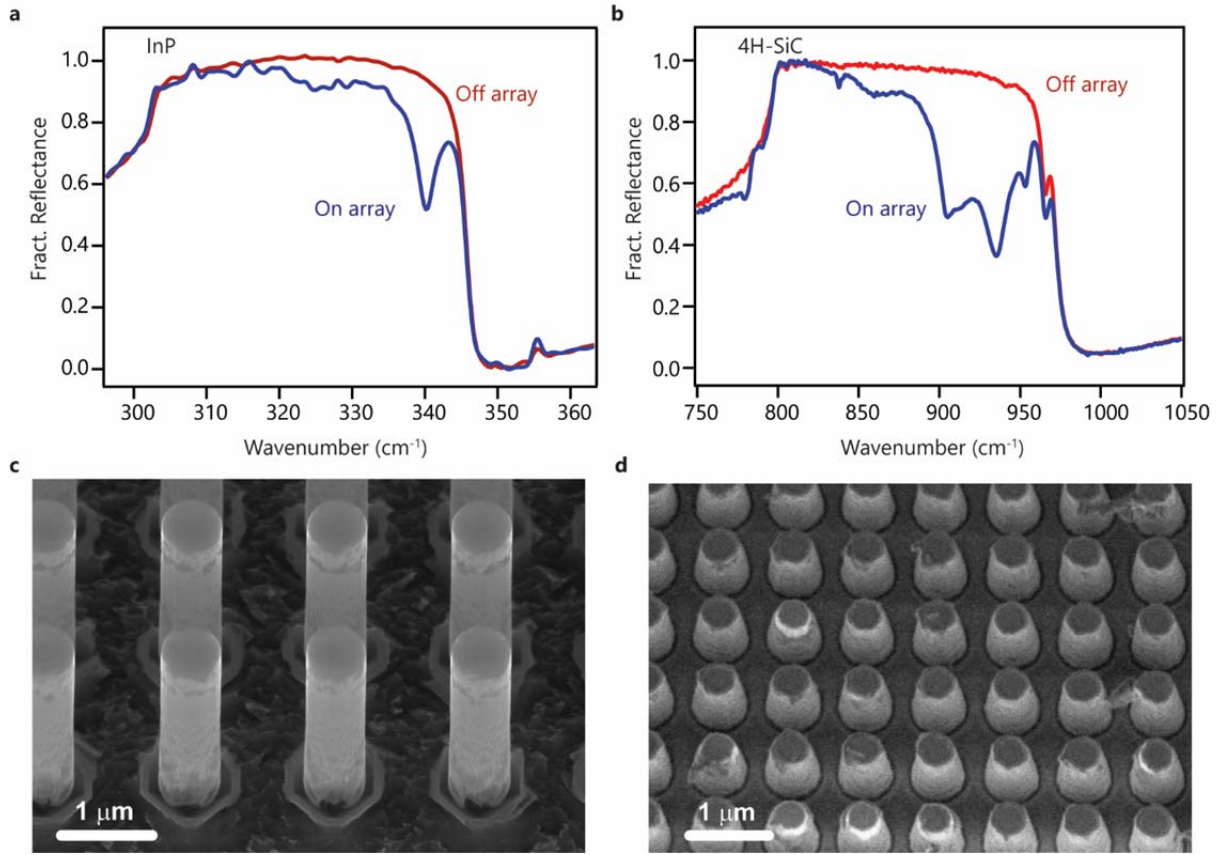 a
InP
Off array
On array
Fract. Reflectance
1.0
0.8
0.6
0.4
0.2
0.0
300 310 320 330 340 350 360
Wavenumber (cm⁻¹)
b
4H-SiC
Off array
On array
Fract. Reflectance
1.0
0.8
0.6
0.4
0.2
0.0
750 800 850 900 950 1000 1050
Wavenumber (cm⁻¹)
c
1 μm
d
1 μm